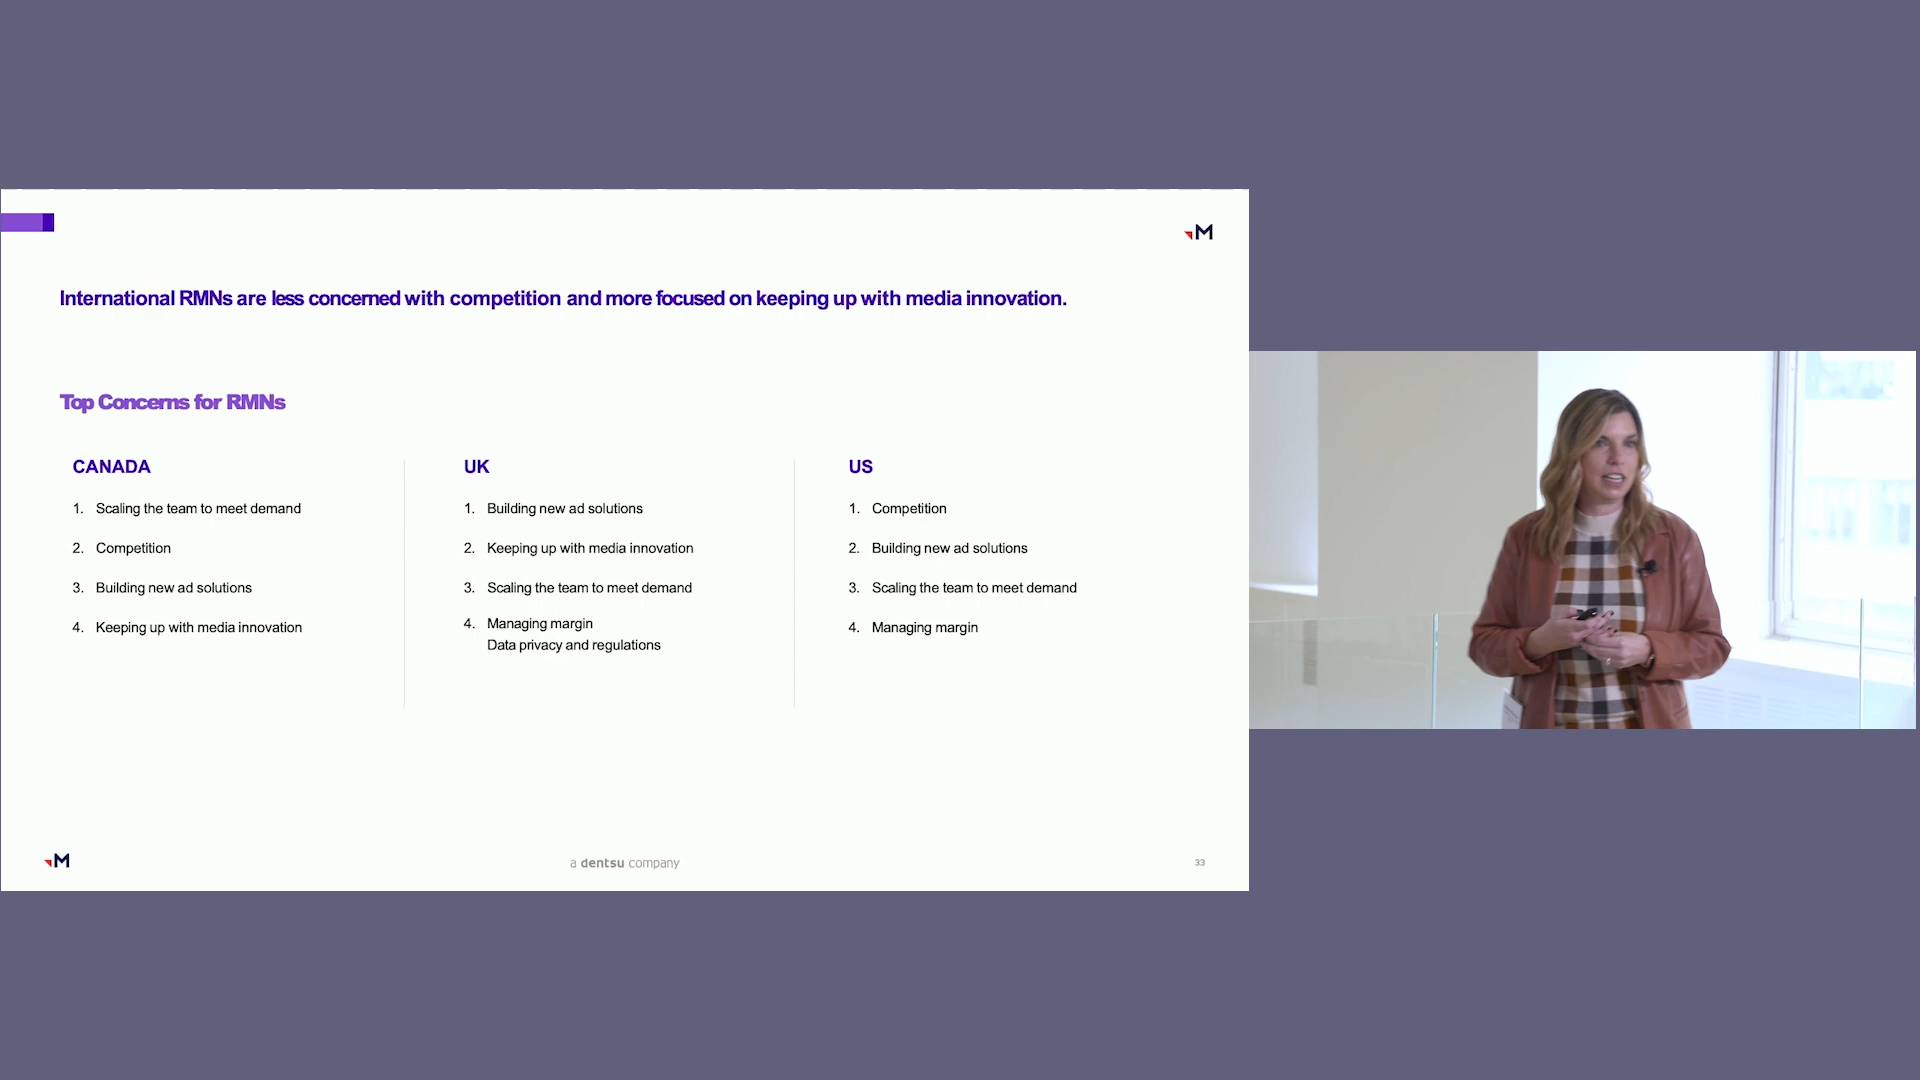 M
International RMNs are less concerned with competition and more focused on keeping up with media innovation.
Top Concerns for RMNs
CANADA
1. Scaling the team to meet demand
2. Competition
3. Building new ad solutions
4. Keeping up with media innovation
UK
1. Building new ad solutions
2. Keeping up with media innovation
3. Scaling the team to meet demand
4. Managing margin
Data privacy and regulations
US
1. Competition
2. Building new ad solutions
3. Scaling the team to meet demand
4. Managing margin
M
a dentsu company
33